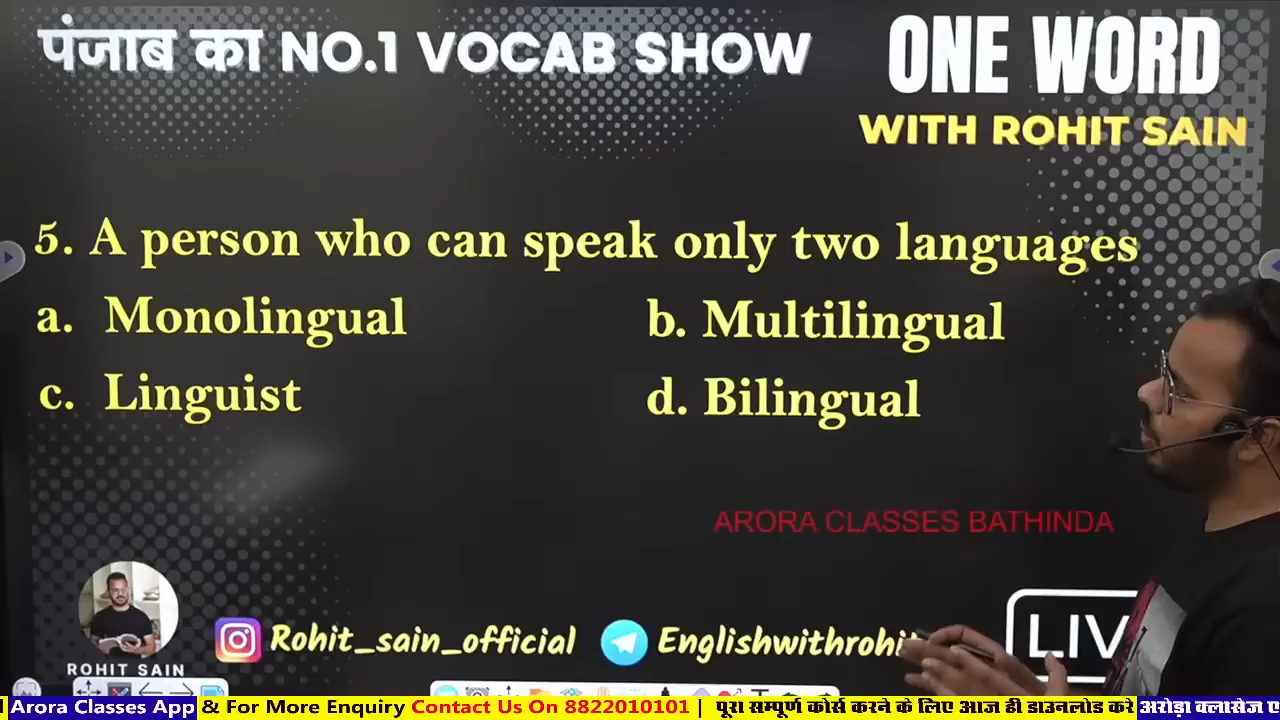 पंजाब का NO.1 VOCAB SHOW
ONE WORD
WITH ROHIT SAIN
5. A person who can speak only two languages
a. Monolingual
b. Multilingual
c. Linguist
d. Bilingual
ARORA CLASSES BATHINDA
ROHIT SAIN
Rohit_sain_official
Englishwithrohit
LIV
Arora Classes App & For More Enquiry Contact Us On 8822010101 | पूरा सम्पूर्ण कोर्स करने के लिए आज ही डाउनलोड करे अरोड़ा क्लासेज ए